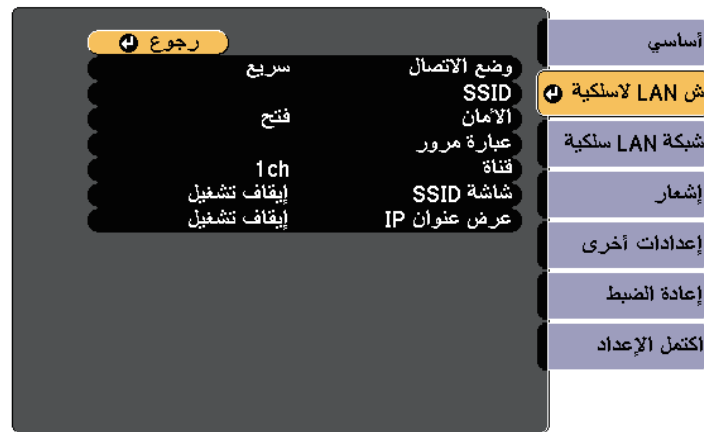 أساسي
ش LAN لاسلكية
شبكة LAN سلكية
إشعار
إعدادات أخرى
إعادة الضبط
اكتمل الإعداد
رجوع
وضع الاتصال سريع
SSID
الأمان فتح
عبارة مرور
قناة 1ch
شاشة SSID إيقاف تشغيل
عرض عنوان IP إيقاف تشغيل